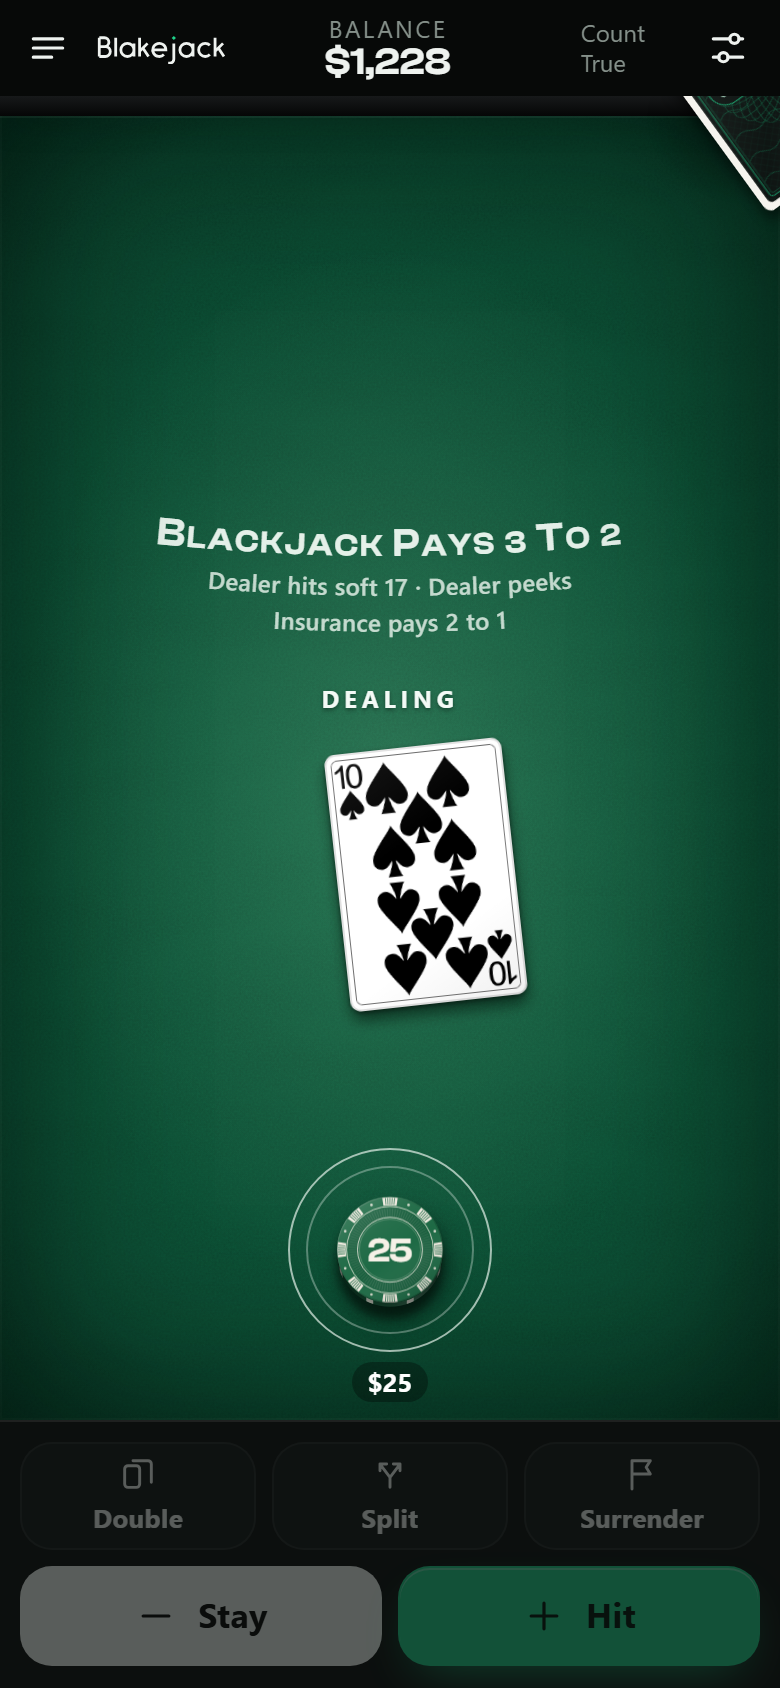 Blakejack
BALANCE
$1,228
Count
True
BLACKJACK PAYS 3 TO 2
Dealer hits soft 17 · Dealer peeks
Insurance pays 2 to 1
DEALING
10
10
25
$25
Double
Split
Surrender
Stay
Hit